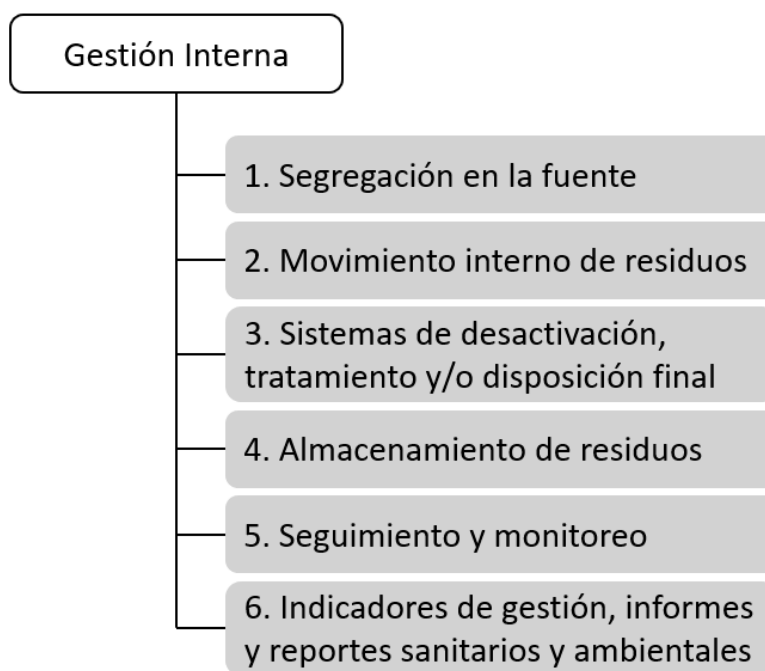 Gestión Interna
1. Segregación en la fuente
2. Movimiento interno de residuos
3. Sistemas de desactivación,
tratamiento y/o disposición final
4. Almacenamiento de residuos
5. Seguimiento y monitoreo
6. Indicadores de gestión, informes
y reportes sanitarios y ambientales